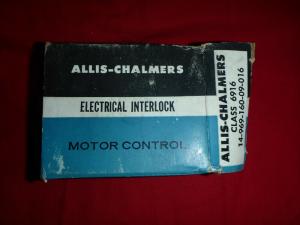 ALLIS-CHALMERS
ELECTRICAL INTERLOCK
MOTOR CONTROL
ALLIS-CHALMERS
CLASS 6916
14-969-160-09-016